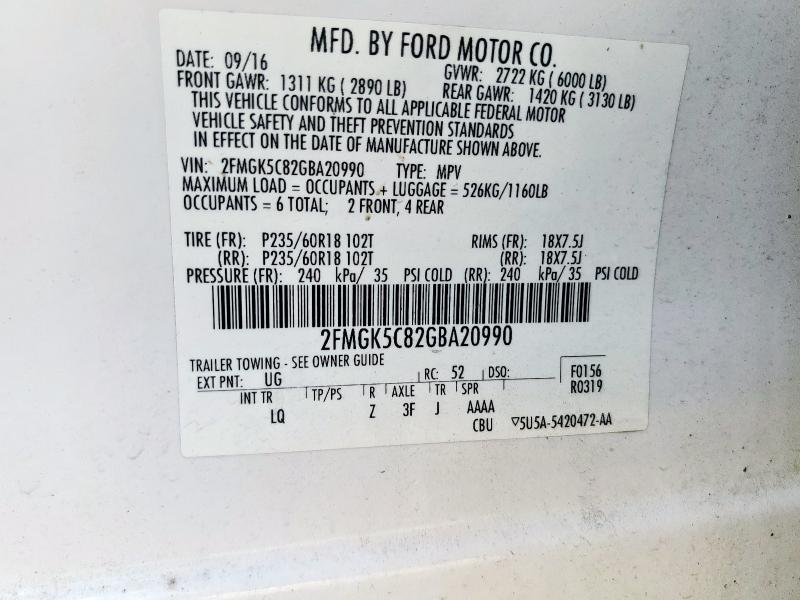 MFD. BY FORD MOTOR CO.
DATE: 09/16 GVWR: 2722 KG ( 6000 LB)
FRONT GAWR: 1311 KG ( 2890 LB) REAR GAWR: 1420 KG ( 3130 LB)
THIS VEHICLE CONFORMS TO ALL APPLICABLE FEDERAL MOTOR
VEHICLE SAFETY AND THEFT PREVENTION STANDARDS
IN EFFECT ON THE DATE OF MANUFACTURE SHOWN ABOVE.
VIN: 2FMGK5C82GBA20990 TYPE: MPV
MAXIMUM LOAD = OCCUPANTS + LUGGAGE = 526KG/1160LB
OCCUPANTS = 6 TOTAL; 2 FRONT, 4 REAR
TIRE (FR): P235/60R18 102T RIMS (FR): 18X7.5J
(RR): P235/60R18 102T (RR): 18X7.5J
PRESSURE (FR): 240 kPa/ 35 PSI COLD (RR): 240 kPa/ 35 PSI COLD
2FMGK5C82GBA20990
TRAILER TOWING - SEE OWNER GUIDE
EXT PNT: UG RC: 52 DSO: F0156
R0319
INT TR TP/PS R AXLE TR SPR
LQ Z 3F J AAAA
CBU ▽5U5A-5420472-AA